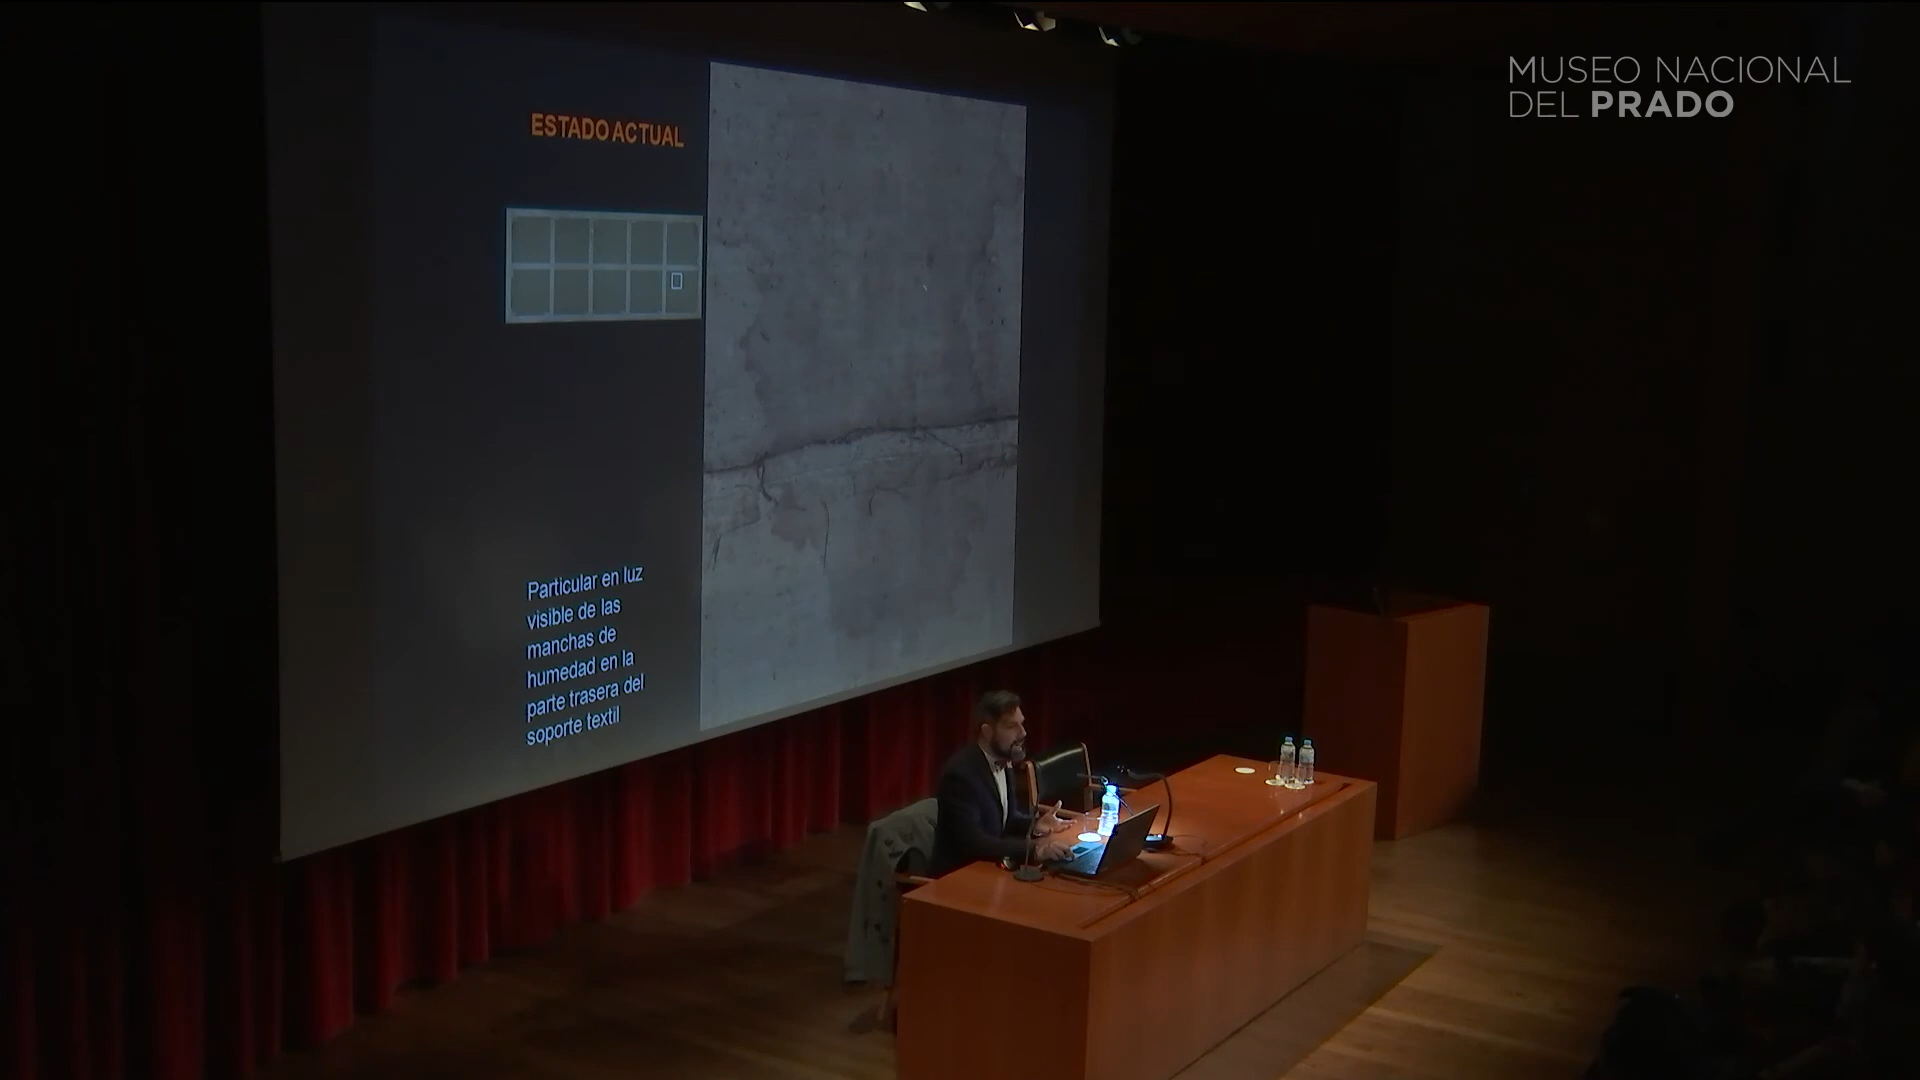 MUSEO NACIONAL
DEL PRADO
ESTADO ACTUAL
Particular en luz
visible de las
manchas de
humedad en la
parte trasera del
soporte textil